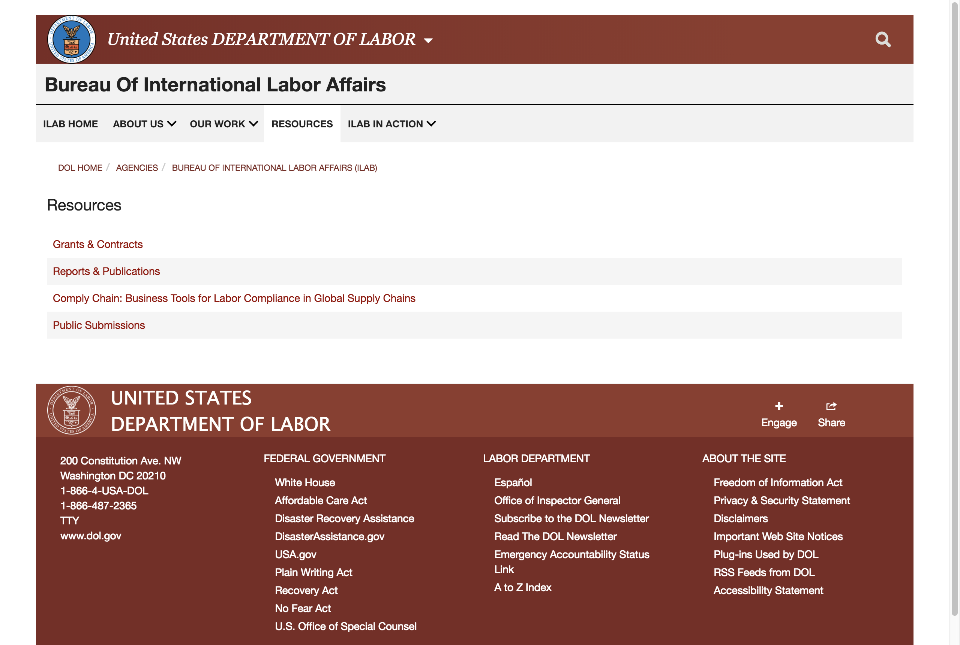 United States DEPARTMENT OF LABOR
Bureau Of International Labor Affairs
ILAB HOME ABOUT US OUR WORK RESOURCES ILAB IN ACTION
DOL HOME / AGENCIES / BUREAU OF INTERNATIONAL LABOR AFFAIRS (ILAB)
Resources
Grants & Contracts
Reports & Publications
Comply Chain: Business Tools for Labor Compliance in Global Supply Chains
Public Submissions
UNITED STATES
DEPARTMENT OF LABOR
Engage Share
200 Constitution Ave. NW
Washington DC 20210
1-866-4-USA-DOL
1-866-487-2365
TTY
www.dol.gov
FEDERAL GOVERNMENT
White House
Affordable Care Act
Disaster Recovery Assistance
DisasterAssistance.gov
USA.gov
Plain Writing Act
Recovery Act
No Fear Act
U.S. Office of Special Counsel
LABOR DEPARTMENT
Español
Office of Inspector General
Subscribe to the DOL Newsletter
Read The DOL Newsletter
Emergency Accountability Status
Link
A to Z Index
ABOUT THE SITE
Freedom of Information Act
Privacy & Security Statement
Disclaimers
Important Web Site Notices
Plug-ins Used by DOL
RSS Feeds from DOL
Accessibility Statement